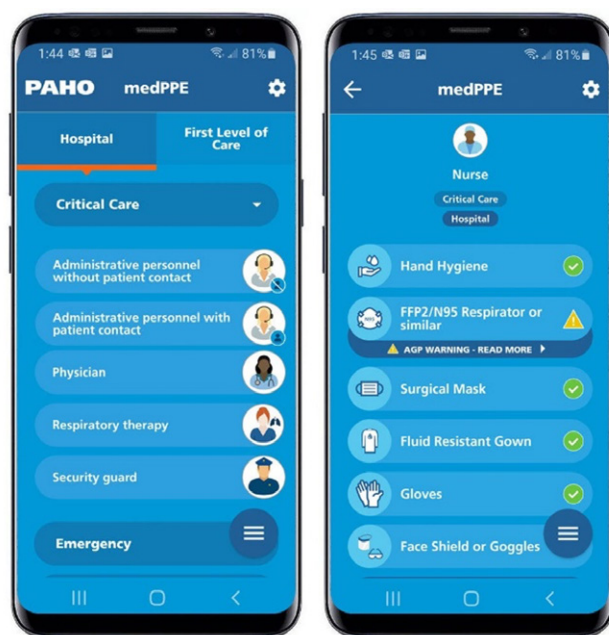 1:44 81%
PAHO medPPE
Hospital
First Level of
Care
Critical Care
Administrative personnel
without patient contact
Administrative personnel with
patient contact
Physician
Respiratory therapy
Security guard
Emergency
1:45 81%
medPPE
Nurse
Critical Care
Hospital
Hand Hygiene
FFP2/N95 Respirator or
similar
AGP WARNING - READ MORE
Surgical Mask
Fluid Resistant Gown
Gloves
Face Shield or Goggles